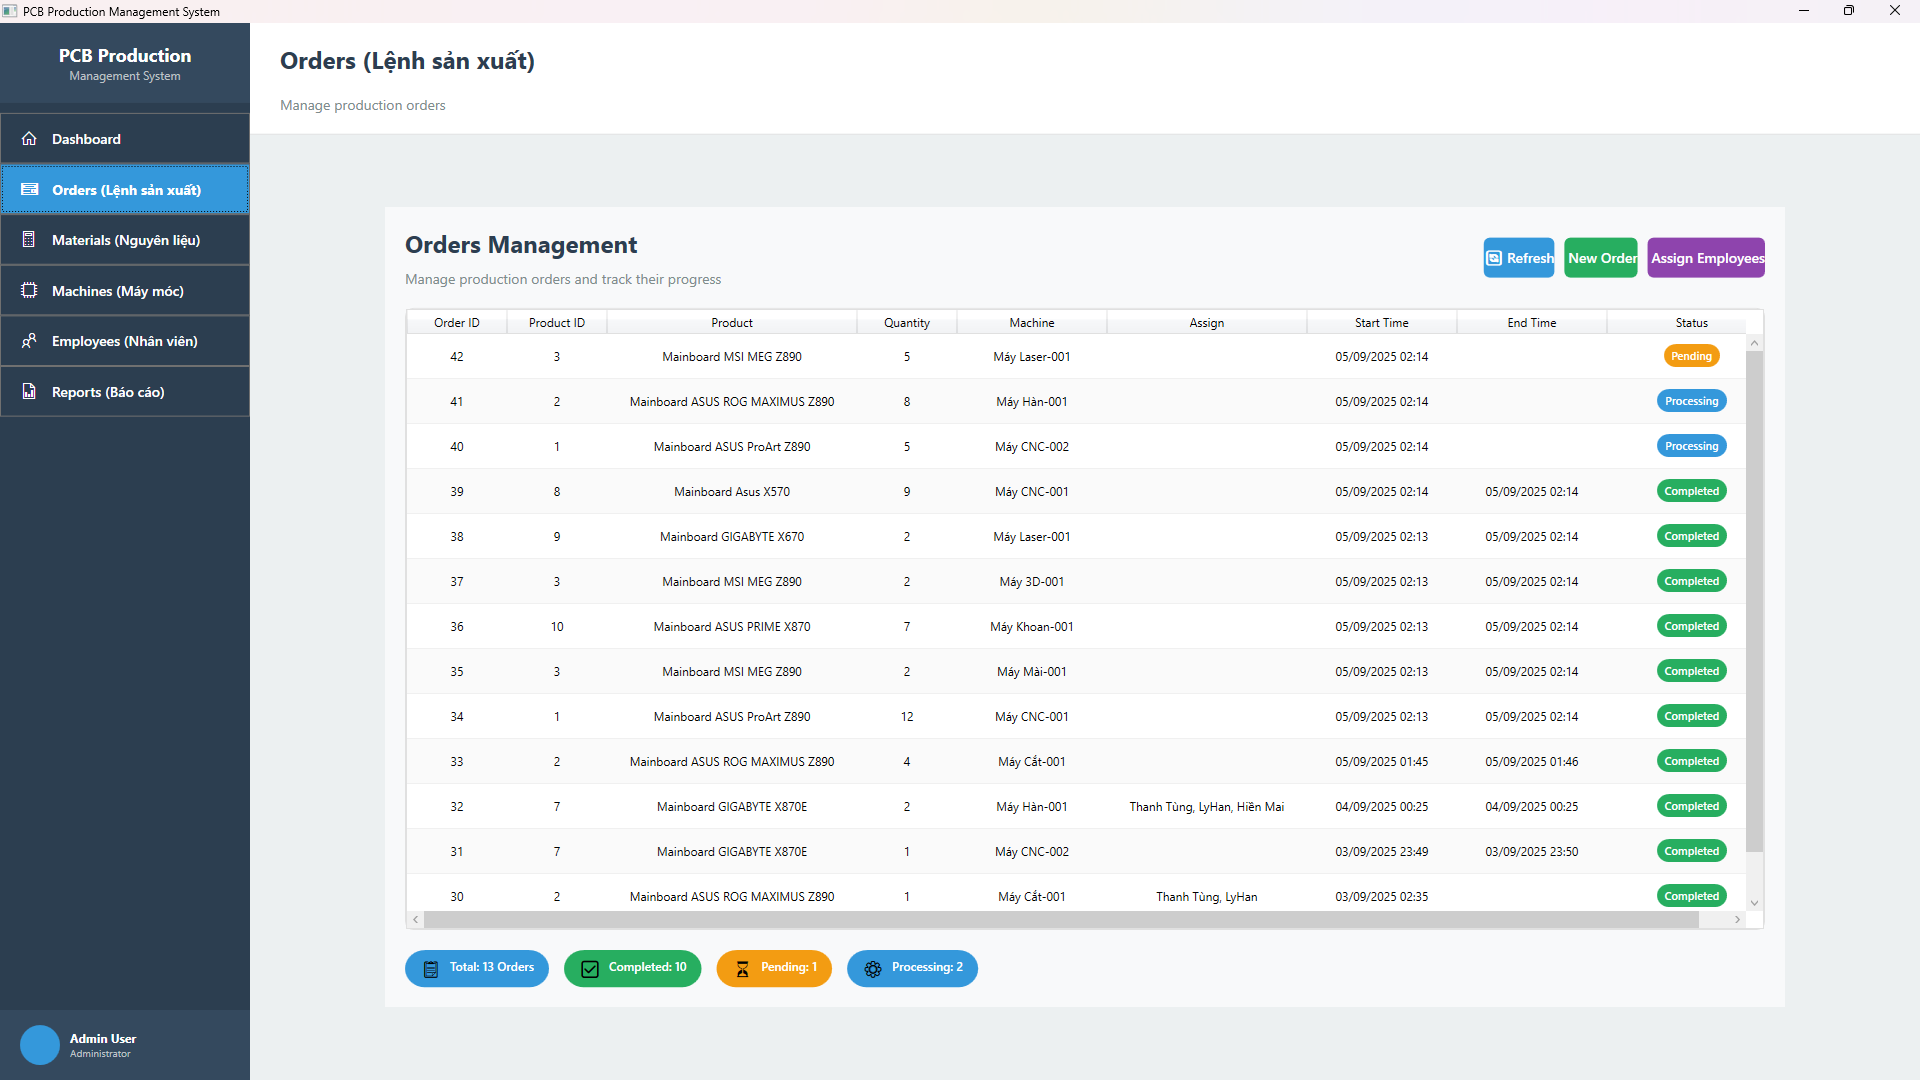 PCB Production Management System
PCB Production
Management System
Dashboard
Orders (Lệnh sản xuất)
Materials (Nguyên liệu)
Machines (Máy móc)
Employees (Nhân viên)
Reports (Báo cáo)
Admin User
Administrator
Orders (Lệnh sản xuất)
Manage production orders
Orders Management
Manage production orders and track their progress
Refresh New Order Assign Employees
Order ID Product ID Product Quantity Machine Assign Start Time End Time Status
42 3 Mainboard MSI MEG Z890 5 Máy Laser-001 05/09/2025 02:14 Pending
41 2 Mainboard ASUS ROG MAXIMUS Z890 8 Máy Hàn-001 05/09/2025 02:14 Processing
40 1 Mainboard ASUS ProArt Z890 5 Máy CNC-002 05/09/2025 02:14 Processing
39 8 Mainboard Asus X570 9 Máy CNC-001 05/09/2025 02:14 05/09/2025 02:14 Completed
38 9 Mainboard GIGABYTE X670 2 Máy Laser-001 05/09/2025 02:13 05/09/2025 02:14 Completed
37 3 Mainboard MSI MEG Z890 2 Máy 3D-001 05/09/2025 02:13 05/09/2025 02:14 Completed
36 10 Mainboard ASUS PRIME X870 7 Máy Khoan-001 05/09/2025 02:13 05/09/2025 02:14 Completed
35 3 Mainboard MSI MEG Z890 2 Máy Mài-001 05/09/2025 02:13 05/09/2025 02:14 Completed
34 1 Mainboard ASUS ProArt Z890 12 Máy CNC-001 05/09/2025 02:13 05/09/2025 02:14 Completed
33 2 Mainboard ASUS ROG MAXIMUS Z890 4 Máy Cắt-001 05/09/2025 01:45 05/09/2025 01:46 Completed
32 7 Mainboard GIGABYTE X870E 2 Máy Hàn-001 Thanh Tùng, LyHan, Hiền Mai 04/09/2025 00:25 04/09/2025 00:25 Completed
31 7 Mainboard GIGABYTE X870E 1 Máy CNC-002 03/09/2025 23:49 03/09/2025 23:50 Completed
30 2 Mainboard ASUS ROG MAXIMUS Z890 1 Máy Cắt-001 Thanh Tùng, LyHan 03/09/2025 02:35 Completed
Total: 13 Orders Completed: 10 Pending: 1 Processing: 2